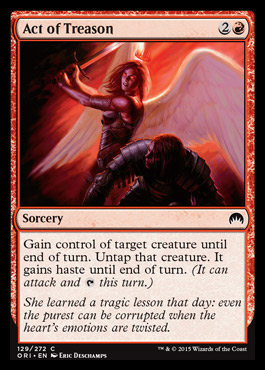 Act of Treason 2
Sorcery
Gain control of target creature until
end of turn. Untap that creature. It
gains haste until end of turn. (It can
attack and this turn.)
She learned a tragic lesson that day: even
the purest can be corrupted when the
heart's emotions are twisted.
129/272 C
ORI • EN Eric Deschamps
™ & © 2015 Wizards of the Coast